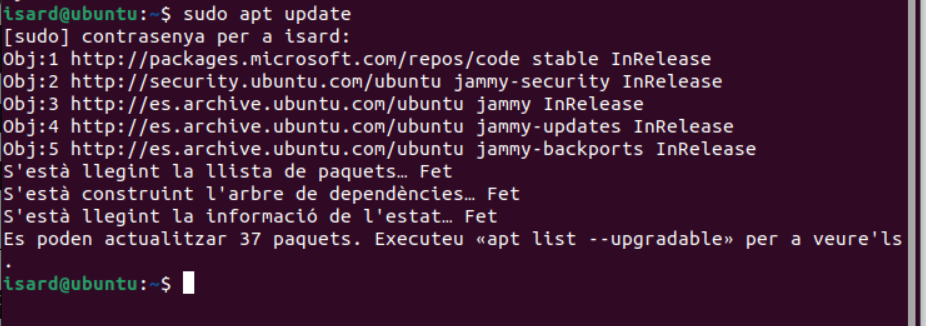 isard@ubuntu:~$ sudo apt update
[sudo] contrasenya per a isard:
Obj:1 http://packages.microsoft.com/repos/code stable InRelease
Obj:2 http://security.ubuntu.com/ubuntu jammy-security InRelease
Obj:3 http://es.archive.ubuntu.com/ubuntu jammy InRelease
Obj:4 http://es.archive.ubuntu.com/ubuntu jammy-updates InRelease
Obj:5 http://es.archive.ubuntu.com/ubuntu jammy-backports InRelease
S'està llegint la llista de paquets… Fet
S'està construint l'arbre de dependències… Fet
S'està llegint la informació de l'estat… Fet
Es poden actualitzar 37 paquets. Executeu «apt list --upgradable» per a veure'ls
.
isard@ubuntu:~$